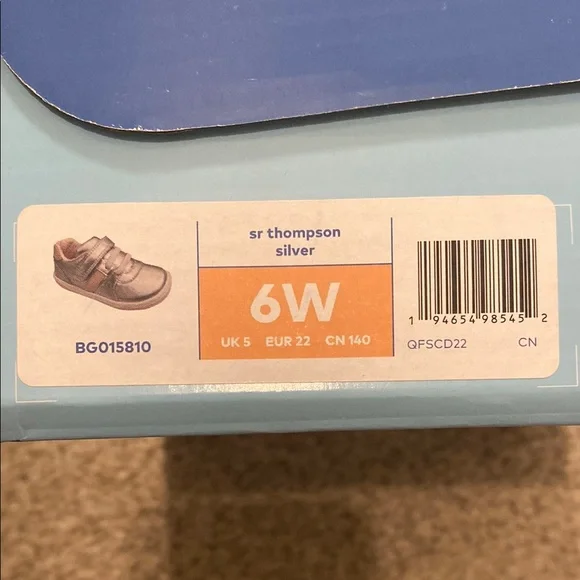 BG015810
sr thompson
silver
6W
UK 5 EUR 22 CN 140
1 94654 98545 2
QFSCD22 CN